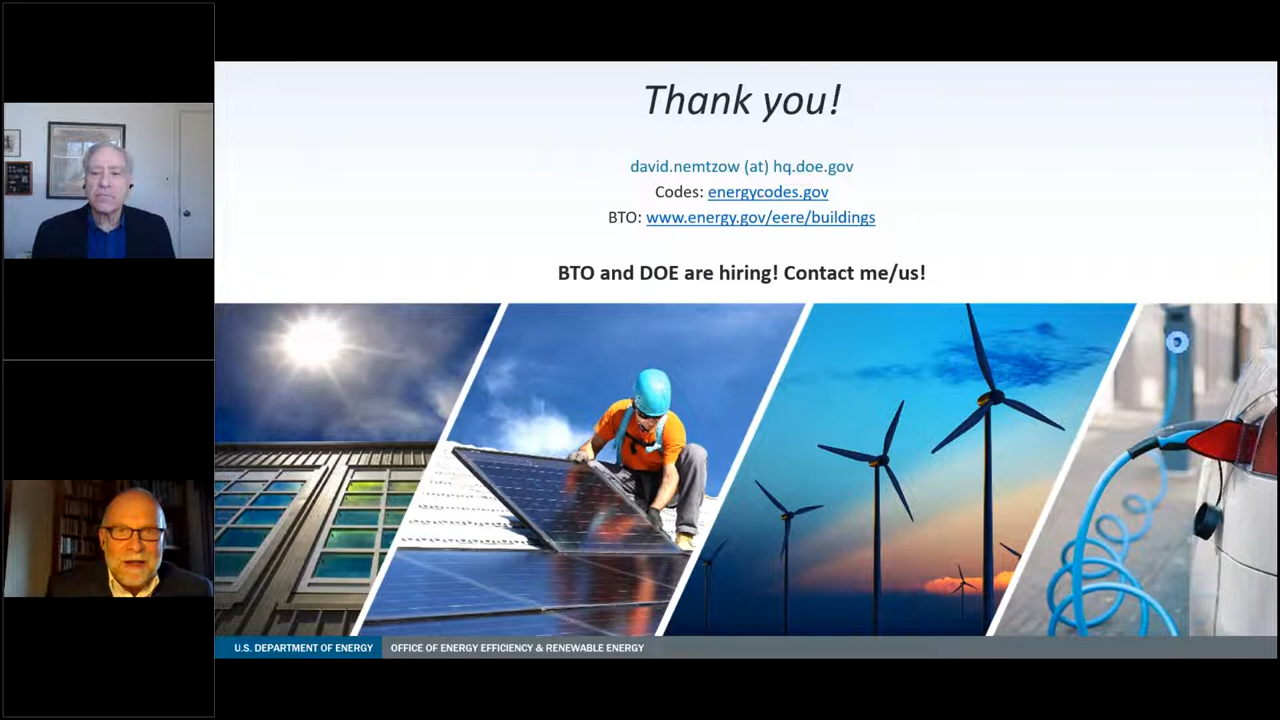 Thank you!
david.nemtzow (at) hq.doe.gov
Codes: energycodes.gov
BTO: www.energy.gov/eere/buildings
BTO and DOE are hiring! Contact me/us!
U.S. DEPARTMENT OF ENERGY OFFICE OF ENERGY EFFICIENCY & RENEWABLE ENERGY